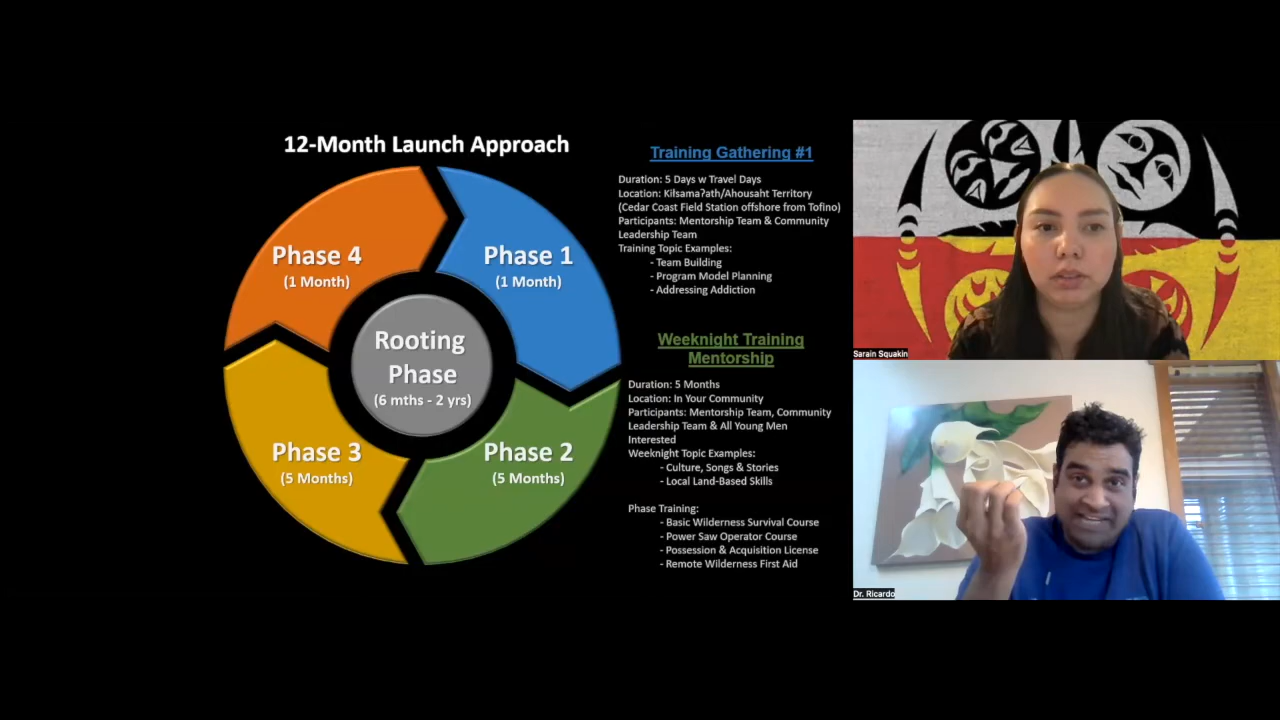 12-Month Launch Approach
Phase 4
(1 Month)
Phase 1
(1 Month)
Rooting
Phase
(6 mths - 2 yrs)
Phase 3
(5 Months)
Phase 2
(5 Months)
Training Gathering #1
Duration: 5 Days w Travel Days
Location: Kiłsamaʔath/Ahousaht Territory
(Cedar Coast Field Station offshore from Tofino)
Participants: Mentorship Team & Community
Leadership Team
Training Topic Examples:
- Team Building
- Program Model Planning
- Addressing Addiction
Weeknight Training
Mentorship
Duration: 5 Months
Location: In Your Community
Participants: Mentorship Team, Community
Leadership Team & All Young Men
Interested
Weeknight Topic Examples:
- Culture, Songs & Stories
- Local Land-Based Skills
Phase Training:
- Basic Wilderness Survival Course
- Power Saw Operator Course
- Possession & Acquisition License
- Remote Wilderness First Aid
Sarain Squakin
Dr. Ricardo